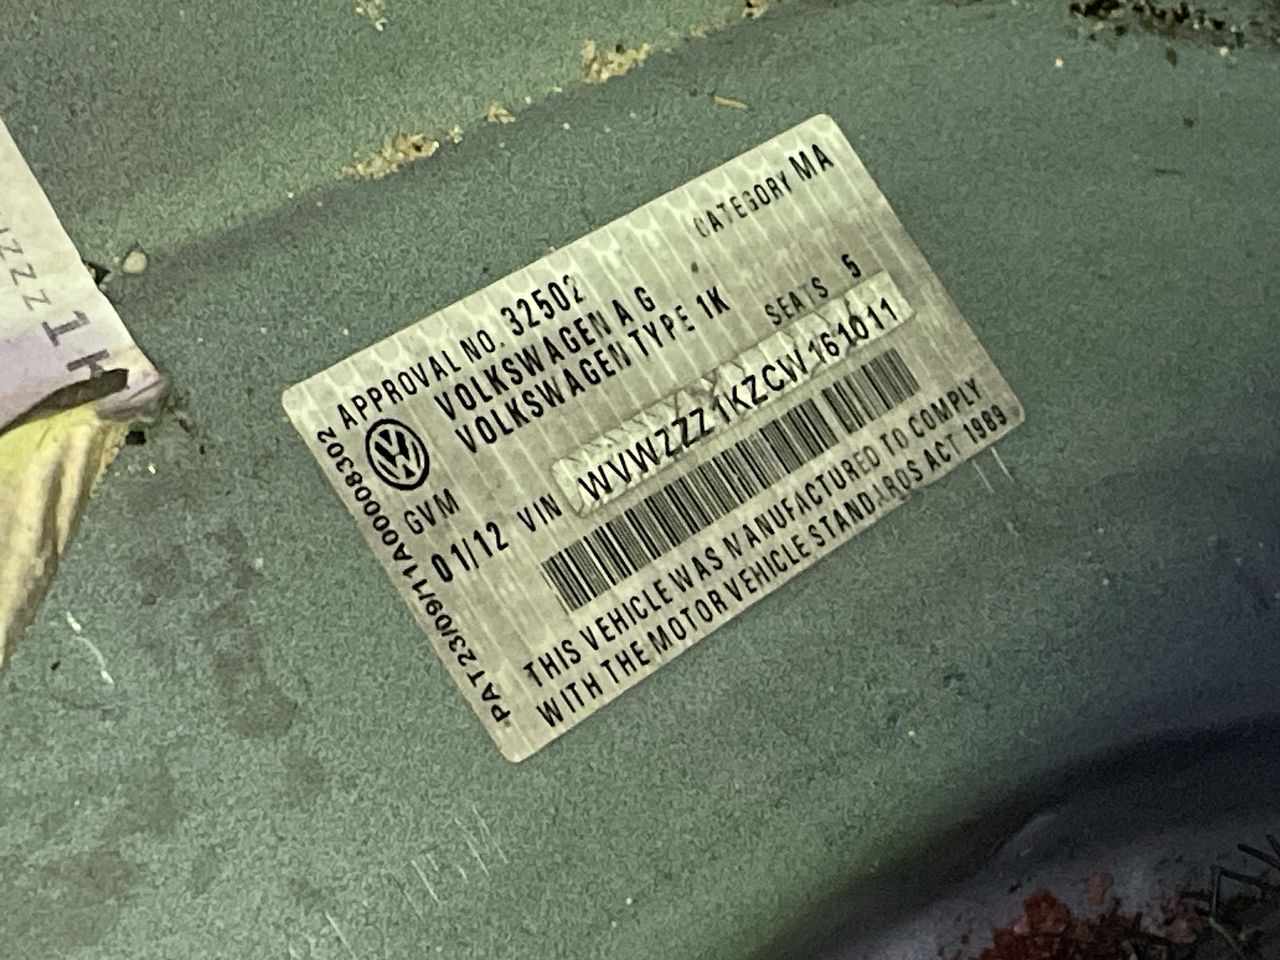 APPROVAL NO. 32502 CATEGORY MA
VOLKSWAGEN A G
VOLKSWAGEN TYPE 1K SEATS 5
GVM
01/12 VIN WVWZZZ1KZCW161011
THIS VEHICLE WAS MANUFACTURED TO COMPLY
WITH THE MOTOR VEHICLE STANDARDS ACT 1989
PAT23/09/11A00008302